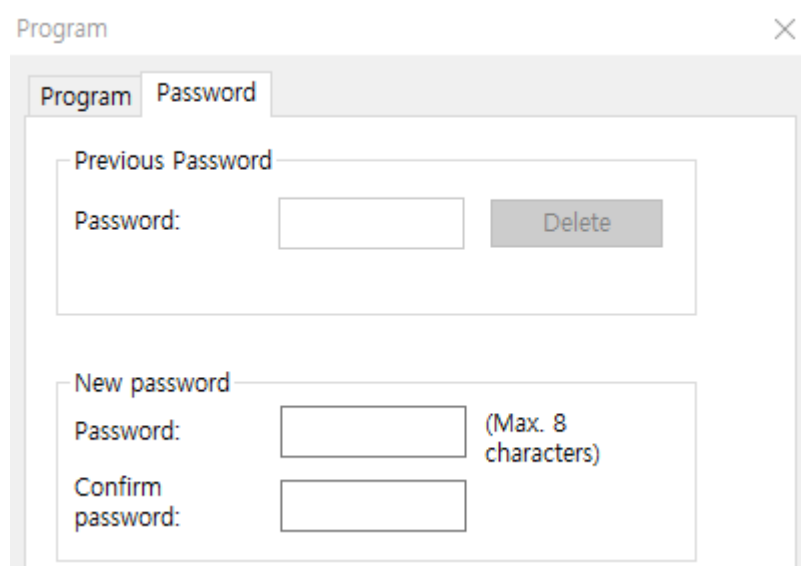 Program
Program Password
Previous Password
Password: Delete
New password
Password: (Max. 8
characters)
Confirm
password: